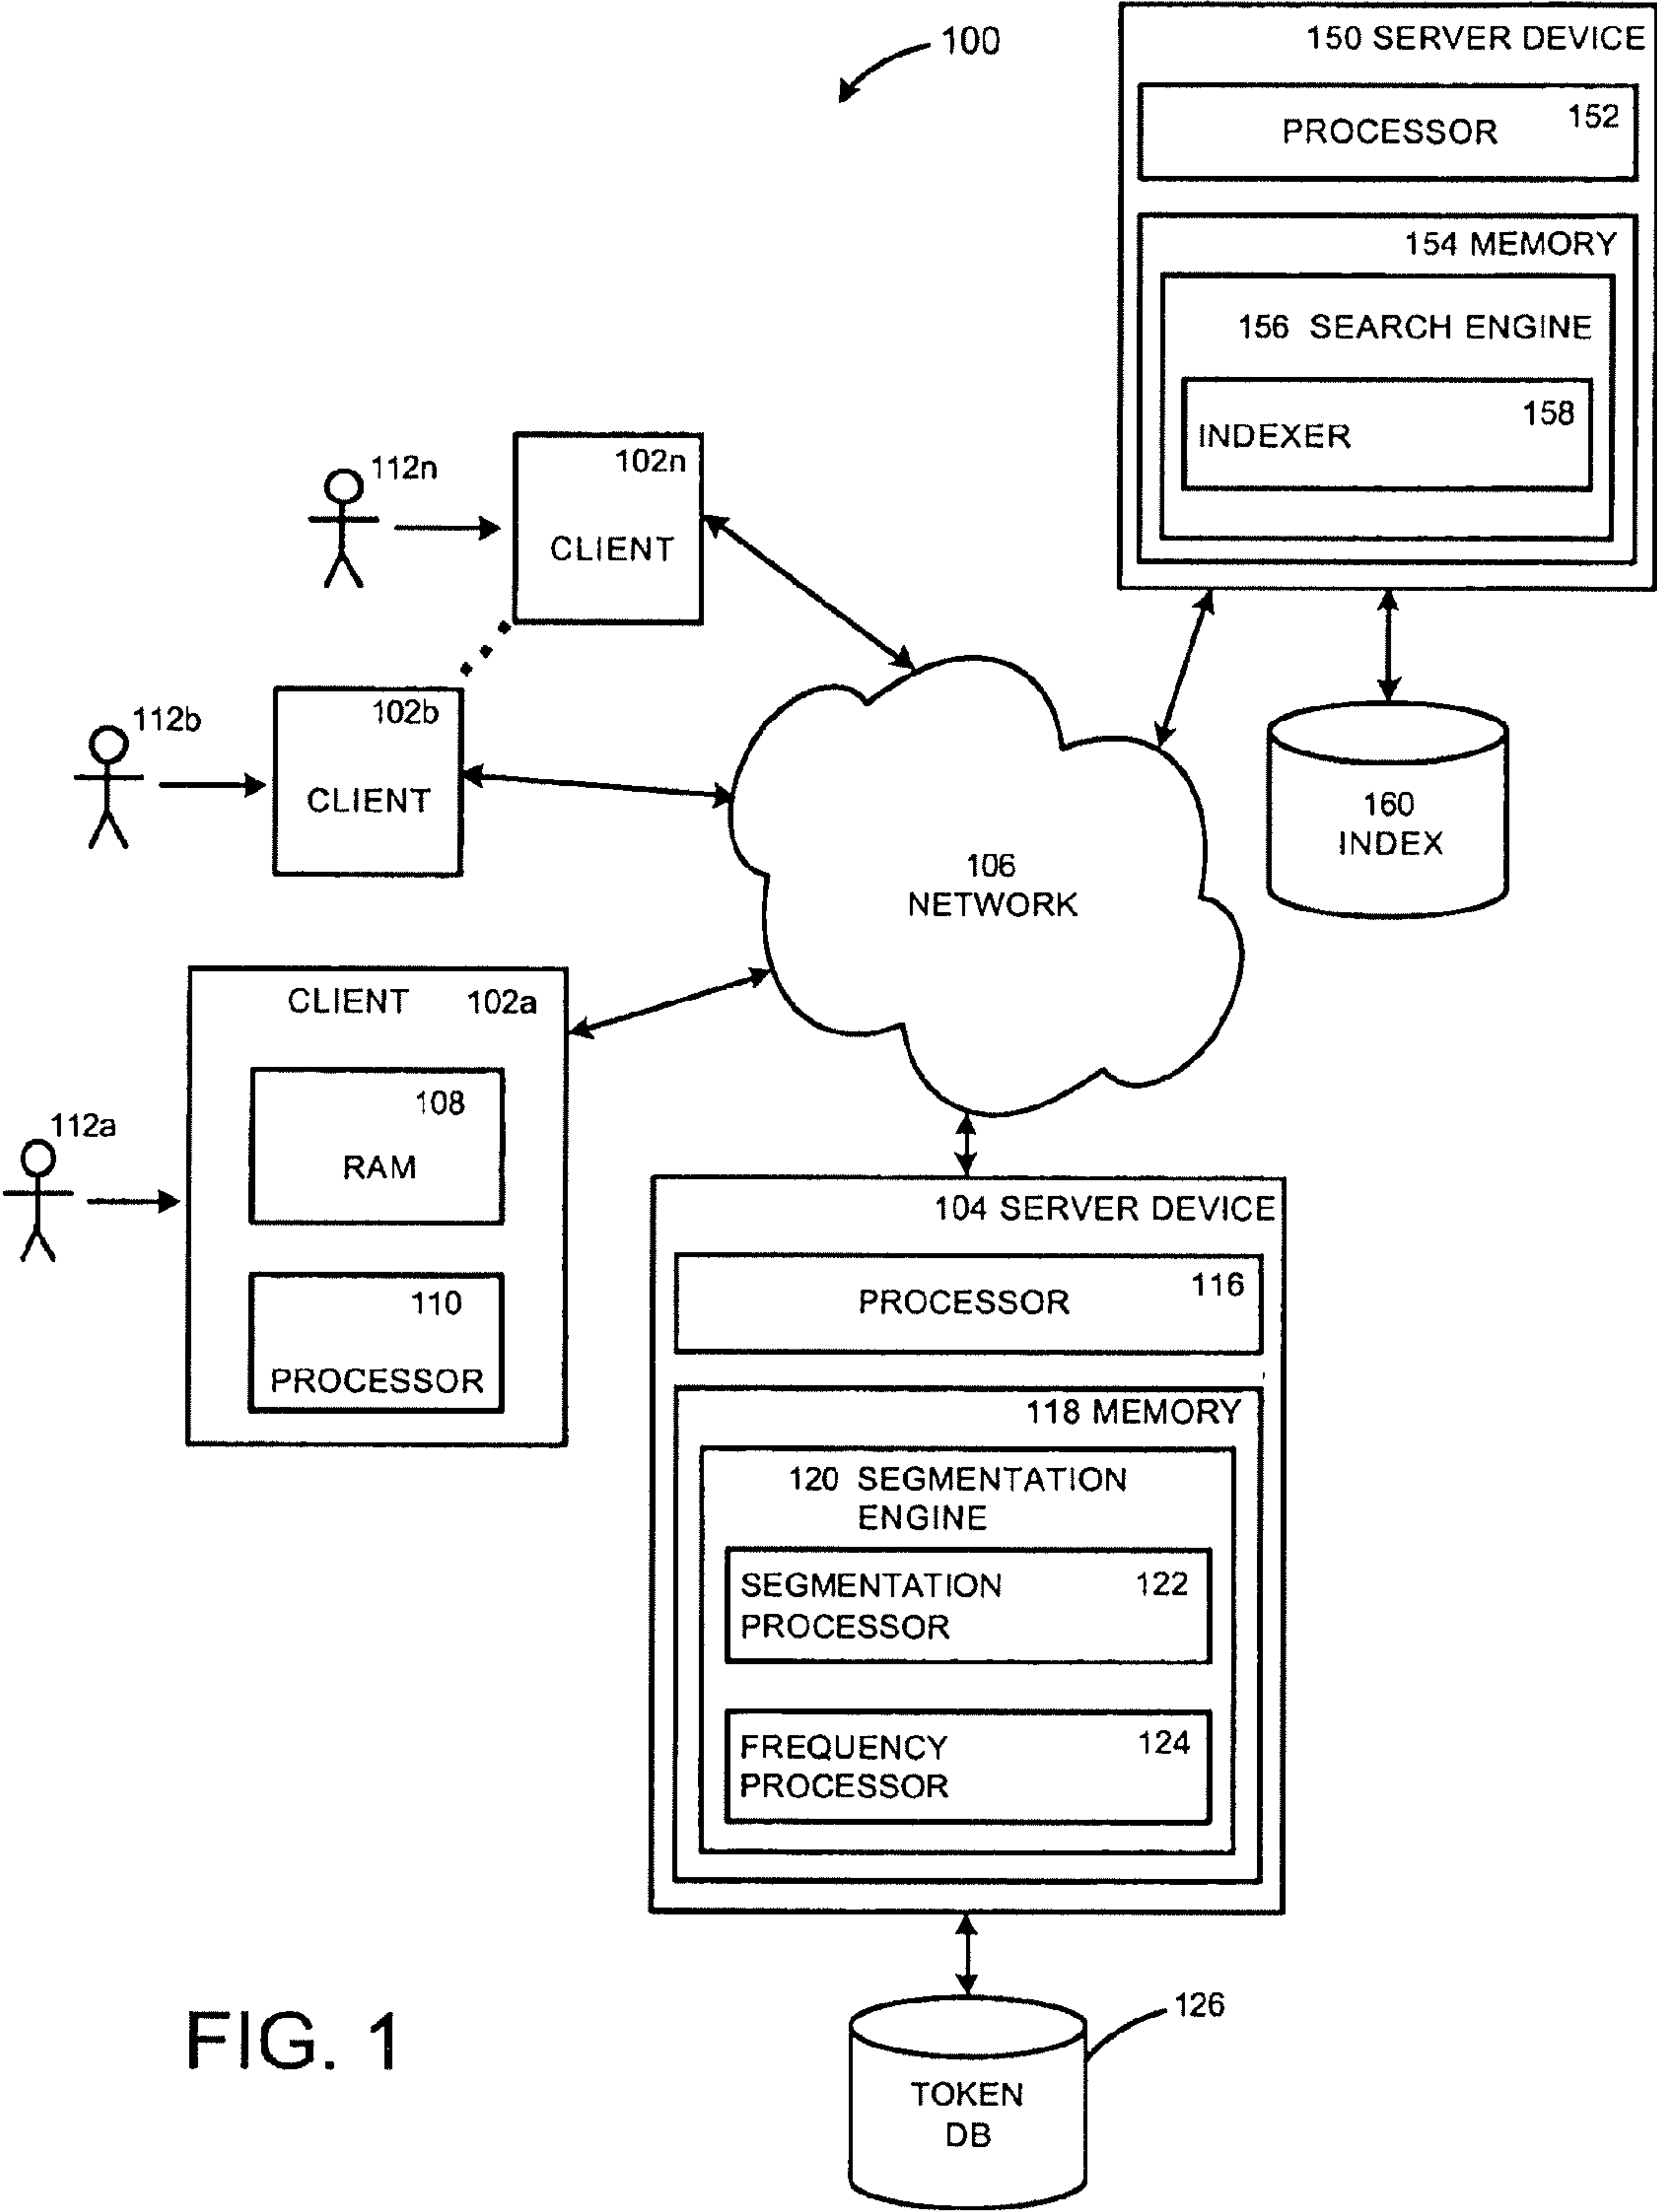 100
150 SERVER DEVICE
152
PROCESSOR
154 MEMORY
156 SEARCH ENGINE
158
INDEXER
112n
102n
CLIENT
112b
102b
CLIENT
160
INDEX
106
NETWORK
CLIENT 102a
108
RAM
110
PROCESSOR
112a
104 SERVER DEVICE
116
PROCESSOR
118 MEMORY
120 SEGMENTATION
ENGINE
SEGMENTATION 122
PROCESSOR
FREQUENCY 124
PROCESSOR
126
TOKEN
DB
FIG. 1